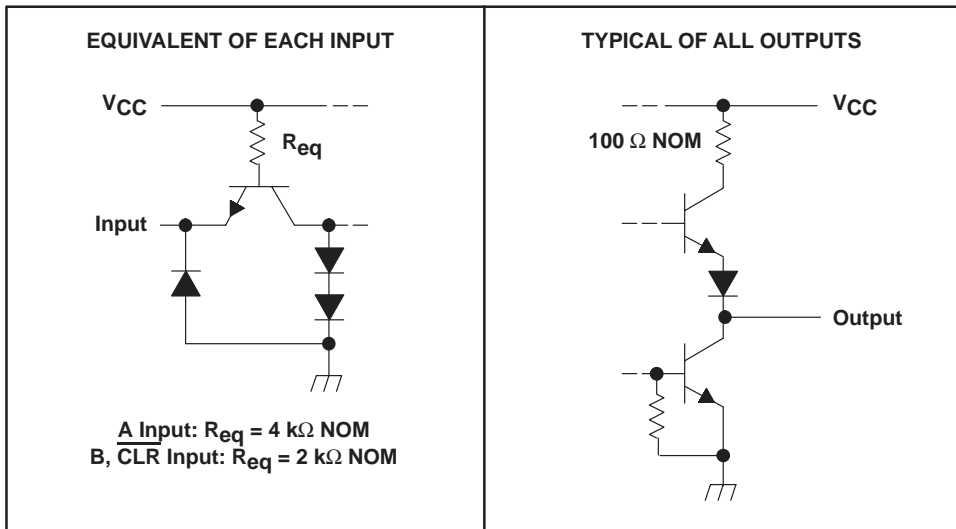 EQUIVALENT OF EACH INPUT
VCC
Req
Input
A Input: Req = 4 kΩ NOM
B, CLR Input: Req = 2 kΩ NOM
TYPICAL OF ALL OUTPUTS
VCC
100 Ω NOM
Output